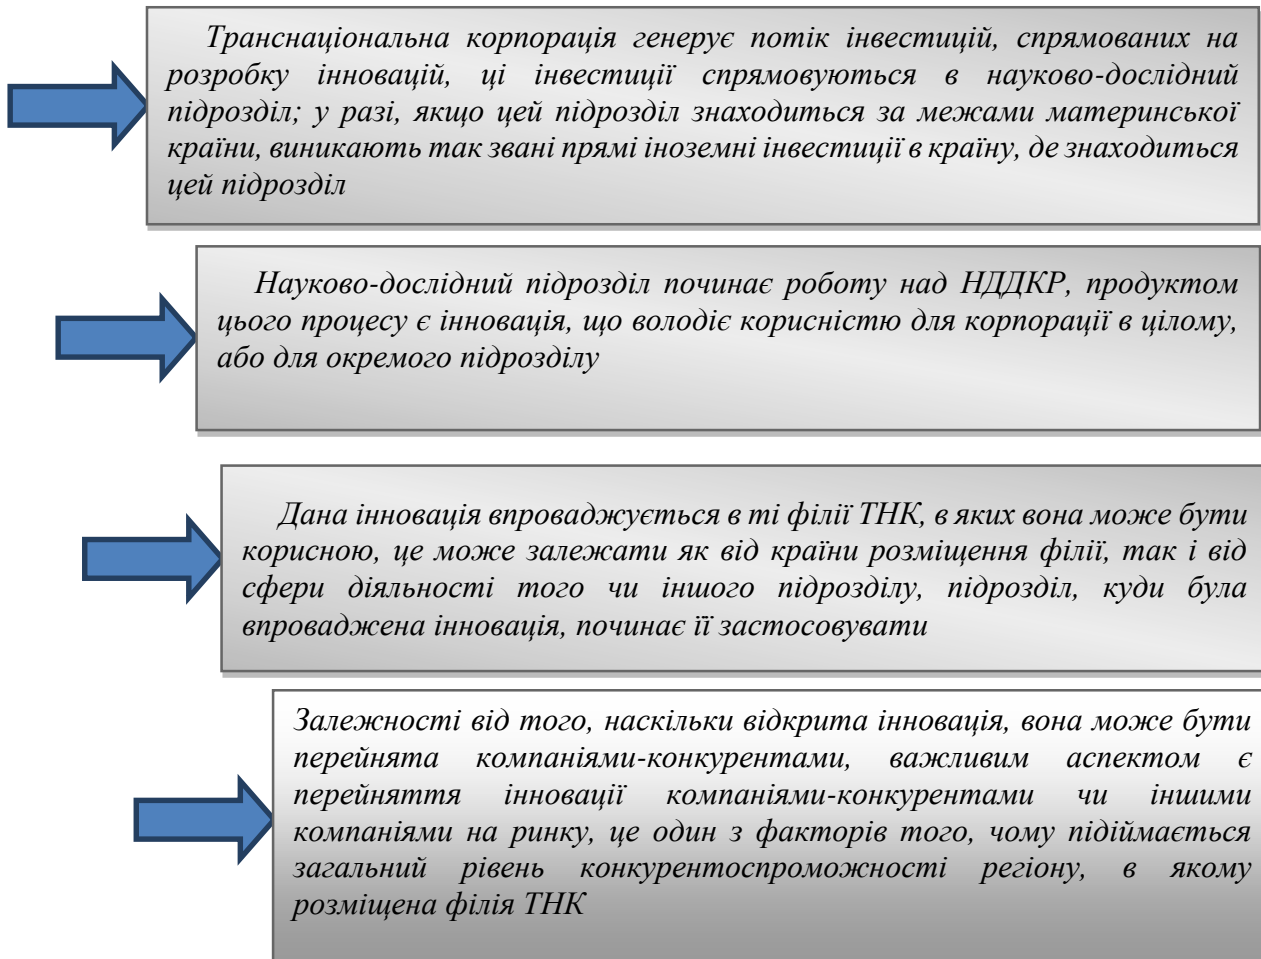 Транснаціональна корпорація генерує потік інвестицій, спрямованих на
розробку інновацій, ці інвестиції спрямовуються в науково-дослідний
підрозділ; у разі, якщо цей підрозділ знаходиться за межами материнської
країни, виникають так звані прямі іноземні інвестиції в країну, де знаходиться
цей підрозділ
Науково-дослідний підрозділ починає роботу над НДДКР, продуктом
цього процесу є інновація, що володіє корисністю для корпорації в цілому,
або для окремого підрозділу
Дана інновація впроваджується в ті філії ТНК, в яких вона може бути
корисною, це може залежати як від країни розміщення філії, так і від
сфери діяльності того чи іншого підрозділу, підрозділ, куди була
впроваджена інновація, починає її застосовувати
Залежності від того, наскільки відкрита інновація, вона може бути
перейнята компаніями-конкурентами, важливим аспектом є
перейняття інновації компаніями-конкурентами чи іншими
компаніями на ринку, це один з факторів того, чому підіймається
загальний рівень конкурентоспроможності регіону, в якому
розміщена філія ТНК